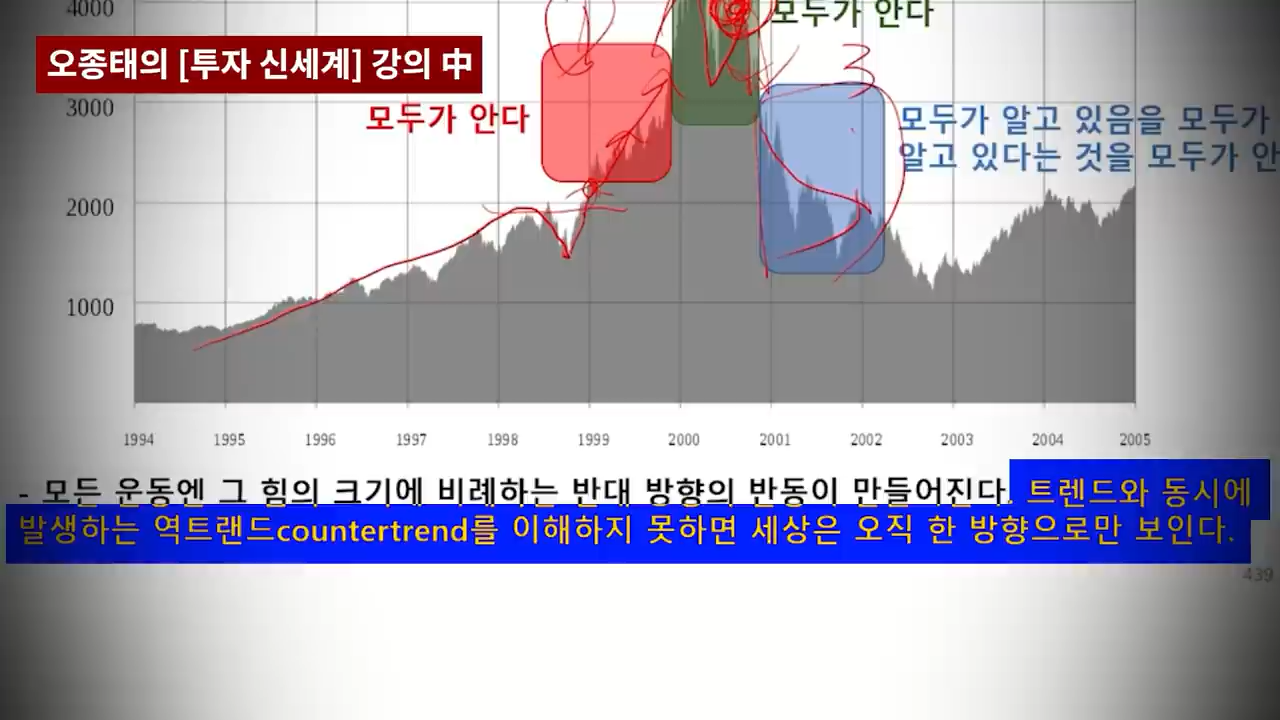 4000
모두가 안다
오종태의 [투자 신세계] 강의 中
3000
모두가 안다
3
모두가 알고 있음을 모두가
알고 있다는 것을 모두가 안
2000
1000
1994 1995 1996 1997 1998 1999 2000 2001 2002 2003 2004 2005
- 모든 운동엔 그 힘의 크기에 비례하는 반대 방향의 반동이 만들어진다. 트렌드와 동시에
발생하는 역트랜드countertrend를 이해하지 못하면 세상은 오직 한 방향으로만 보인다.
439